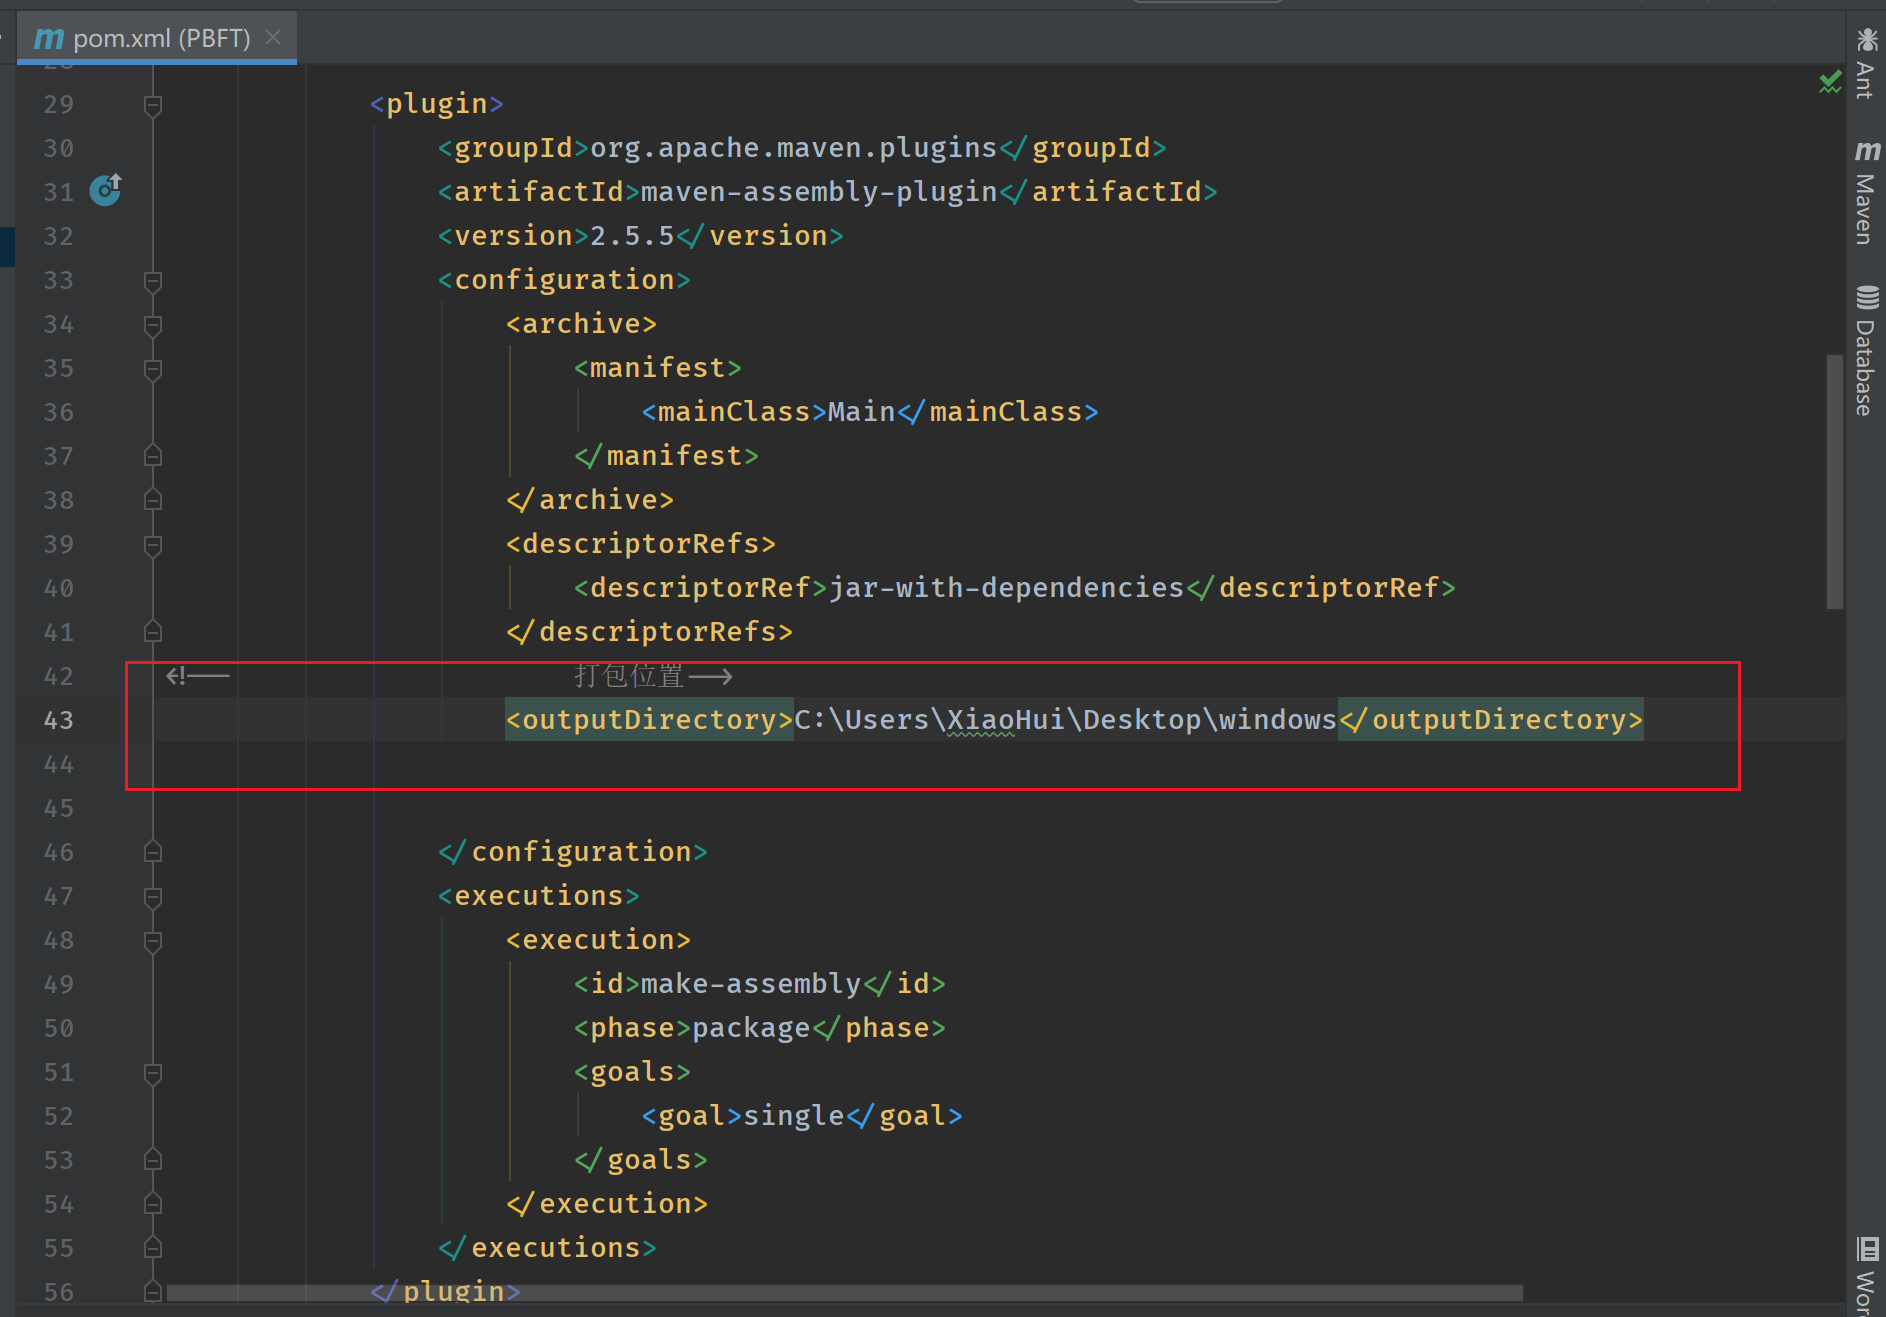 pom.xml (PBFT)
29 <plugin>
30 <groupId>org.apache.maven.plugins</groupId>
31 <artifactId>maven-assembly-plugin</artifactId>
32 <version>2.5.5</version>
33 <configuration>
34 <archive>
35 <manifest>
36 <mainClass>Main</mainClass>
37 </manifest>
38 </archive>
39 <descriptorRefs>
40 <descriptorRef>jar-with-dependencies</descriptorRef>
41 </descriptorRefs>
42 <!-- 打包位置-->
43 <outputDirectory>C:\Users\XiaoHui\Desktop\windows</outputDirectory>
44
45
46 </configuration>
47 <executions>
48 <execution>
49 <id>make-assembly</id>
50 <phase>package</phase>
51 <goals>
52 <goal>single</goal>
53 </goals>
54 </execution>
55 </executions>
56 </plugin>
Ant
Maven
Database